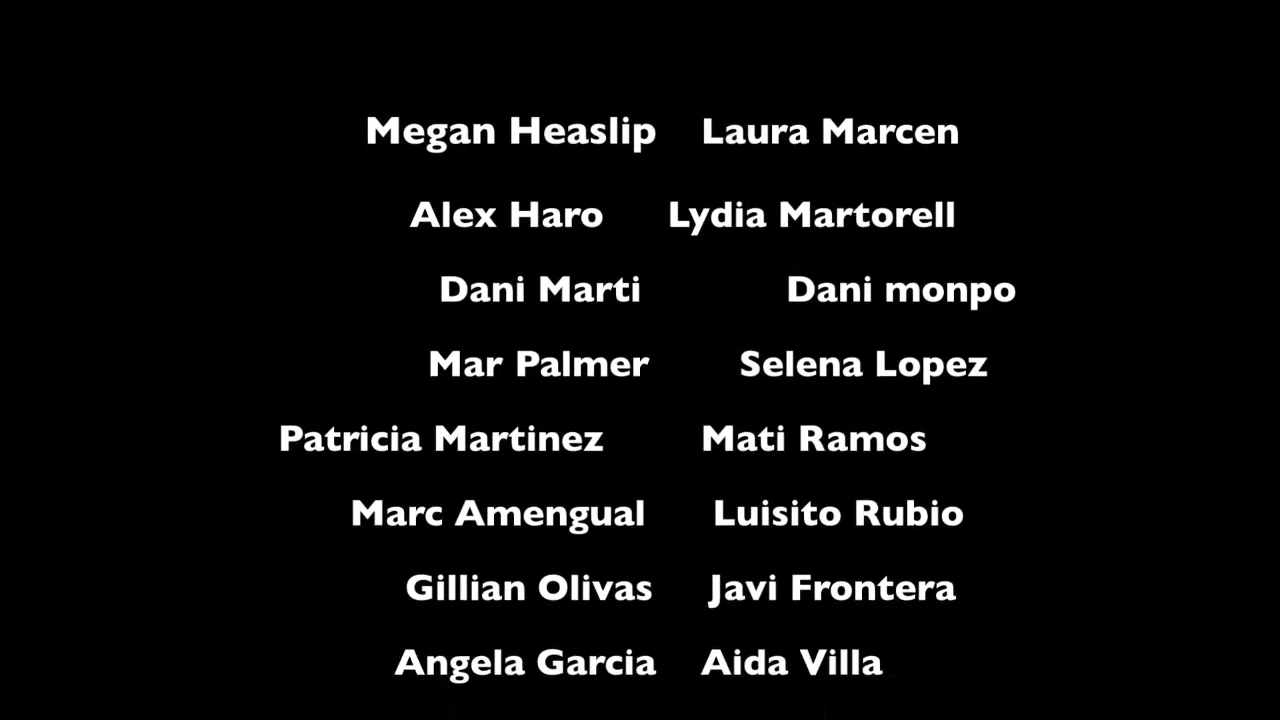 Megan Heaslip Laura Marcen
Alex Haro Lydia Martorell
Dani Marti Dani monpo
Mar Palmer Selena Lopez
Patricia Martinez Mati Ramos
Marc Amengual Luisito Rubio
Gillian Olivas Javi Frontera
Angela Garcia Aida Villa